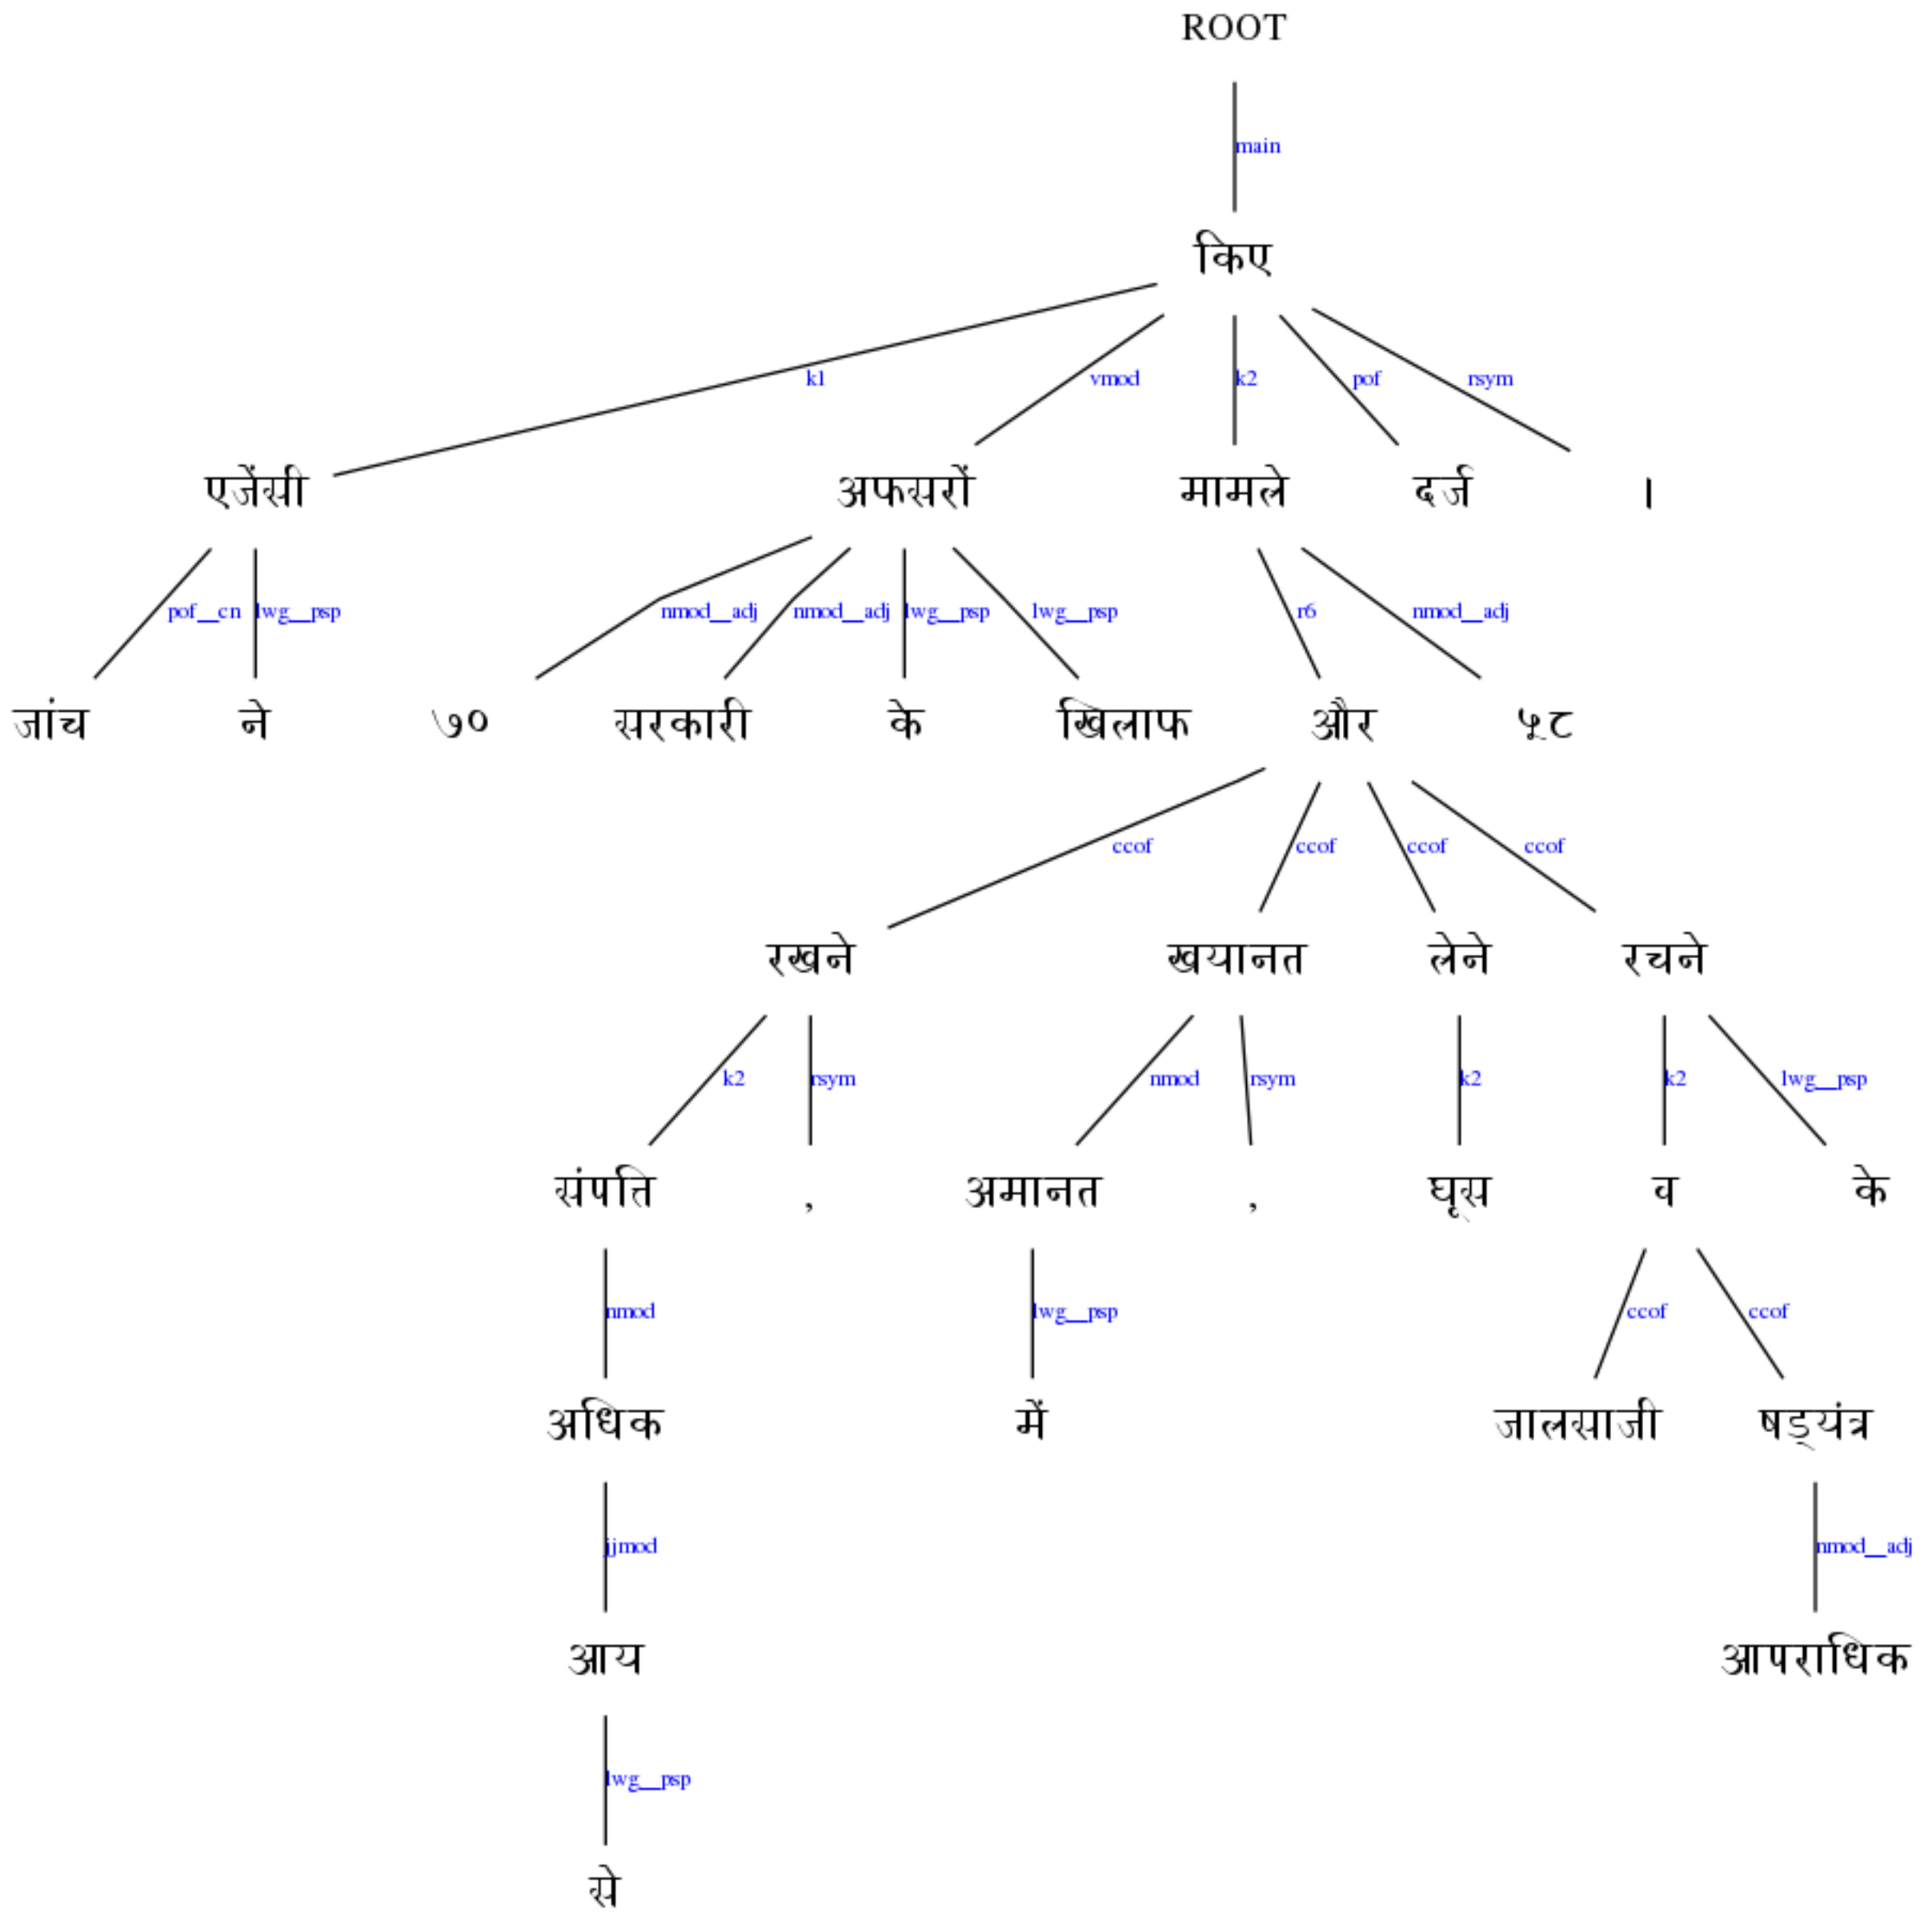 ROOT
main
किए
k1 vmod k2 pof rsym
एजेंसी अफसरों मामले दर्ज ।
pof__cn lwg__psp nmod__adj nmod__adj lwg__psp lwg__psp r6 nmod__adj
जांच ने ७० सरकारी के खिलाफ और ५८
ccof ccof ccof ccof
रखने खयानत लेने रचने
k2 rsym nmod rsym k2 k2 lwg__psp
संपत्ति , अमानत , घूस व के
nmod lwg__psp ccof ccof
अधिक में जालसाजी षड्यंत्र
jjmod nmod__adj
आय आपराधिक
lwg__psp
से